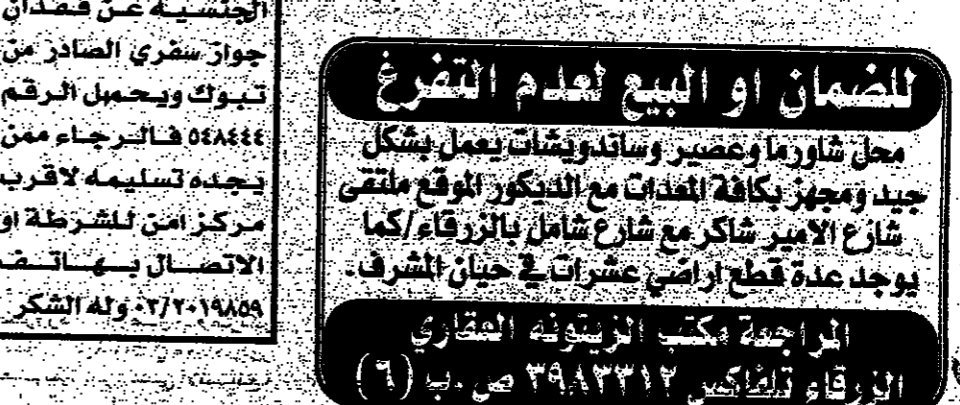 للضمان او البيع لعدم التفرغ
محل شاورما وعصير وساندويشات يعمل بشكل
جيد ومجهز بكافة المعدات مع الديكور الموقع ملتقى
شارع الامير شاكر مع شارع شامل بالزرقاء/كما
يوجد عدة قطع اراضي عشرات في حيان المشرف.
المراجعة مكتب الزيتونه العقاري
الزرقاء تلفاكس ٣٩٨٣٣١٢ ص.ب (٦)
الجنسية عن فقدان
جواز سفري الصادر من
تبوك ويحمل الرقم
٥٤٨٤٤٤ فالرجاء ممن
يجده تسليمه لاقرب
مركز امن للشرطة او
الاتصال بهاتف
٠٣/٢٠١٩٨٥٩ وله الشكر